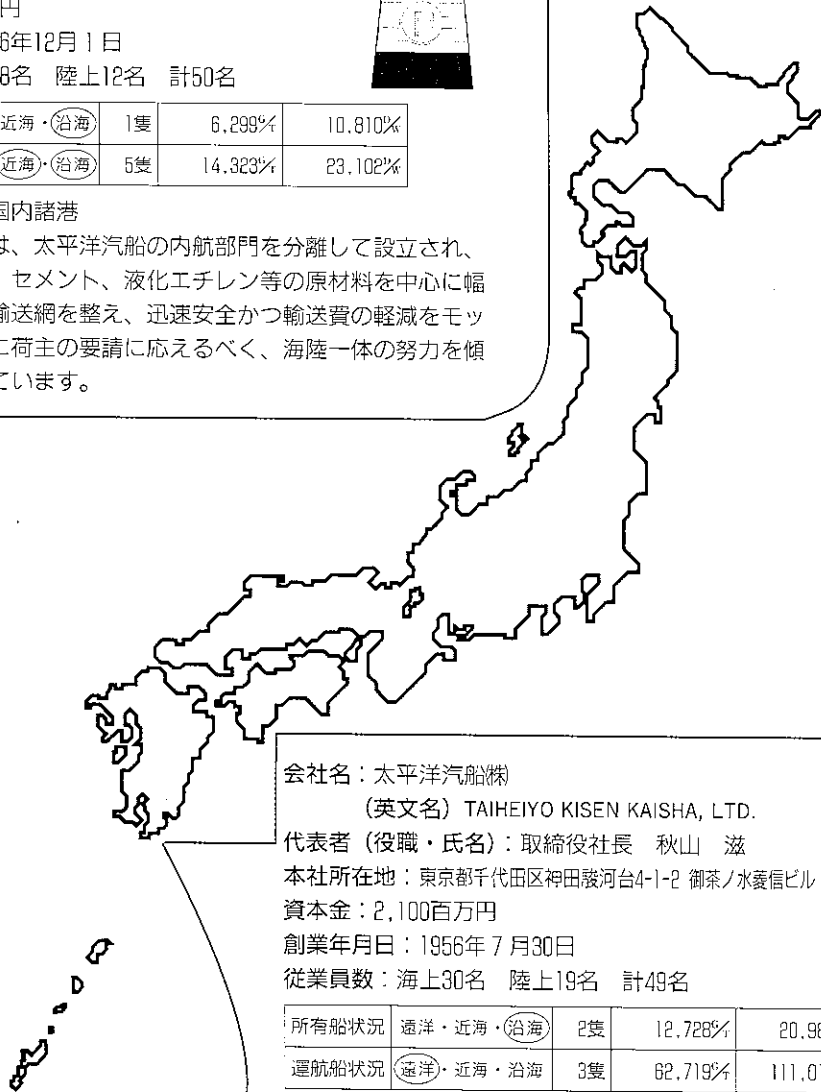 円
6年12月1日
8名 陸上12名 計50名
近海・沿海 1隻 6,299G/T 10,810D/W
近海・沿海 5隻 14,323G/T 23,102D/W
国内諸港
は、太平洋汽船の内航部門を分離して設立され、
、セメント、液化エチレン等の原材料を中心に幅
輸送網を整え、迅速安全かつ輸送費の軽減をモッ
に荷主の要請に応えるべく、海陸一体の努力を傾
ています。
会社名：太平洋汽船㈱
(英文名) TAIHEIYO KISEN KAISHA, LTD.
代表者（役職・氏名）：取締役社長 秋山 滋
本社所在地：東京都千代田区神田駿河台4-1-2 御茶ノ水菱信ビル
資本金：2,100百万円
創業年月日：1956年7月30日
従業員数：海上30名 陸上19名 計49名
所有船状況 遠洋・近海・沿海 2隻 12,728G/T 20,98
運航船状況 遠洋・近海・沿海 3隻 62,719G/T 111,0